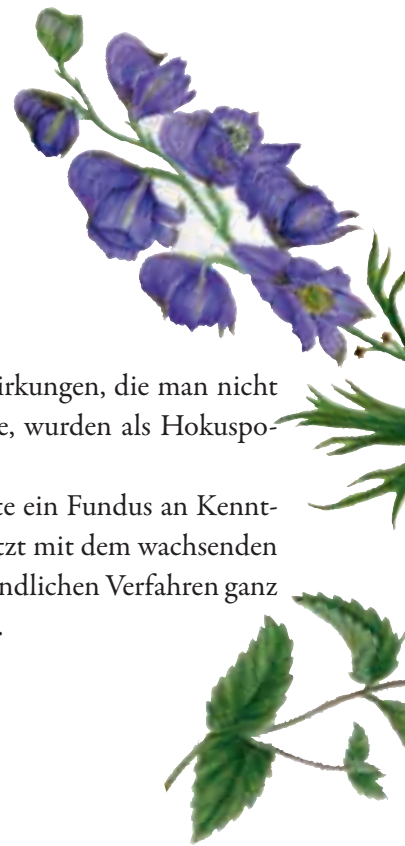 irkungen, die man nicht
e, wurden als Hokuspo-
te ein Fundus an Kennt-
tzt mit dem wachsenden
ndlichen Verfahren ganz
.